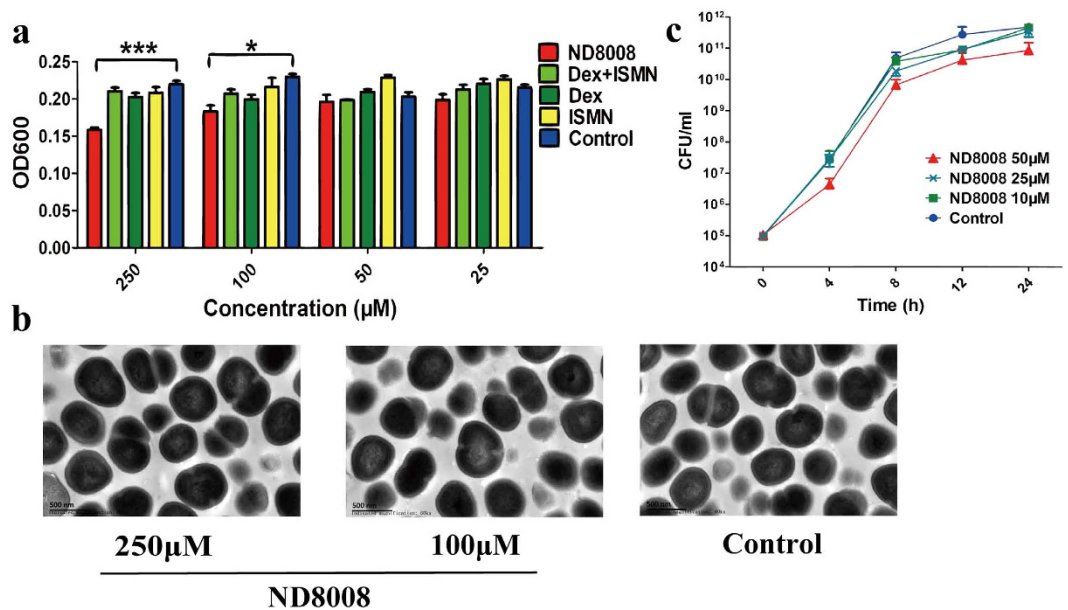 a
***
*
ND8008
Dex+ISMN
Dex
ISMN
Control
OD600
0.25
0.20
0.15
0.10
0.05
0.00
250
100
50
25
Concentration (µM)
c
CFU/ml
10¹²
10¹¹
10¹⁰
10⁹
10⁸
10⁷
10⁶
10⁵
10⁴
ND8008 50µM
ND8008 25µM
ND8008 10µM
Control
0
4
8
12
24
Time (h)
b
500 nm
500 nm
500 nm
250µM
100µM
Control
ND8008